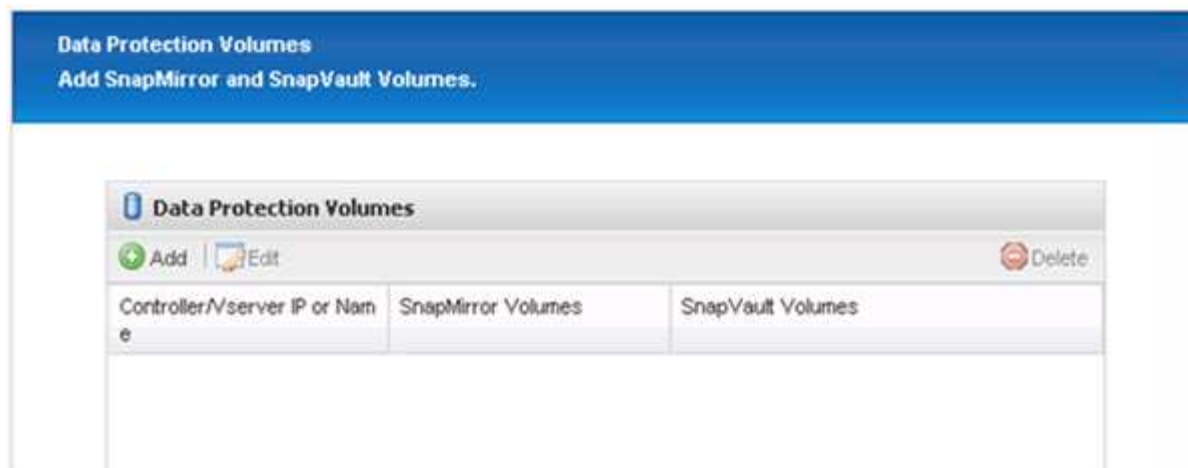 Data Protection Volumes
Add SnapMirror and SnapVault Volumes.
Data Protection Volumes
Add Edit Delete
Controller/Vserver IP or Nam SnapMirror Volumes SnapVault Volumes
e